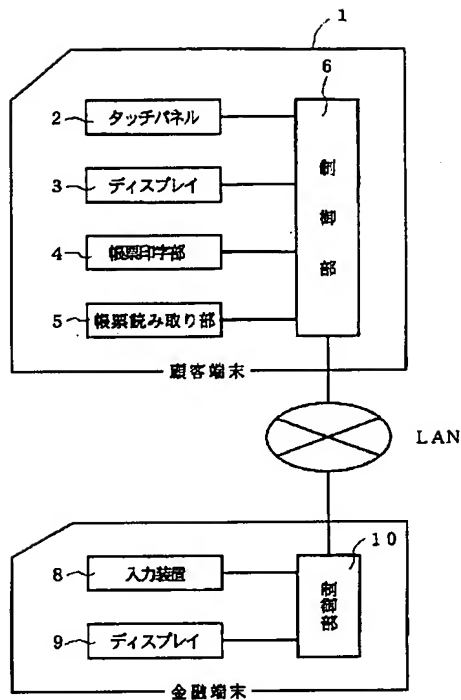 1
6
2 タッチパネル
制御部
3 ディスプレイ
4 帳票印字部
5 帳票読み取り部
顧客端末
LAN
10
8 入力装置
制御部
9 ディスプレイ
金融端末